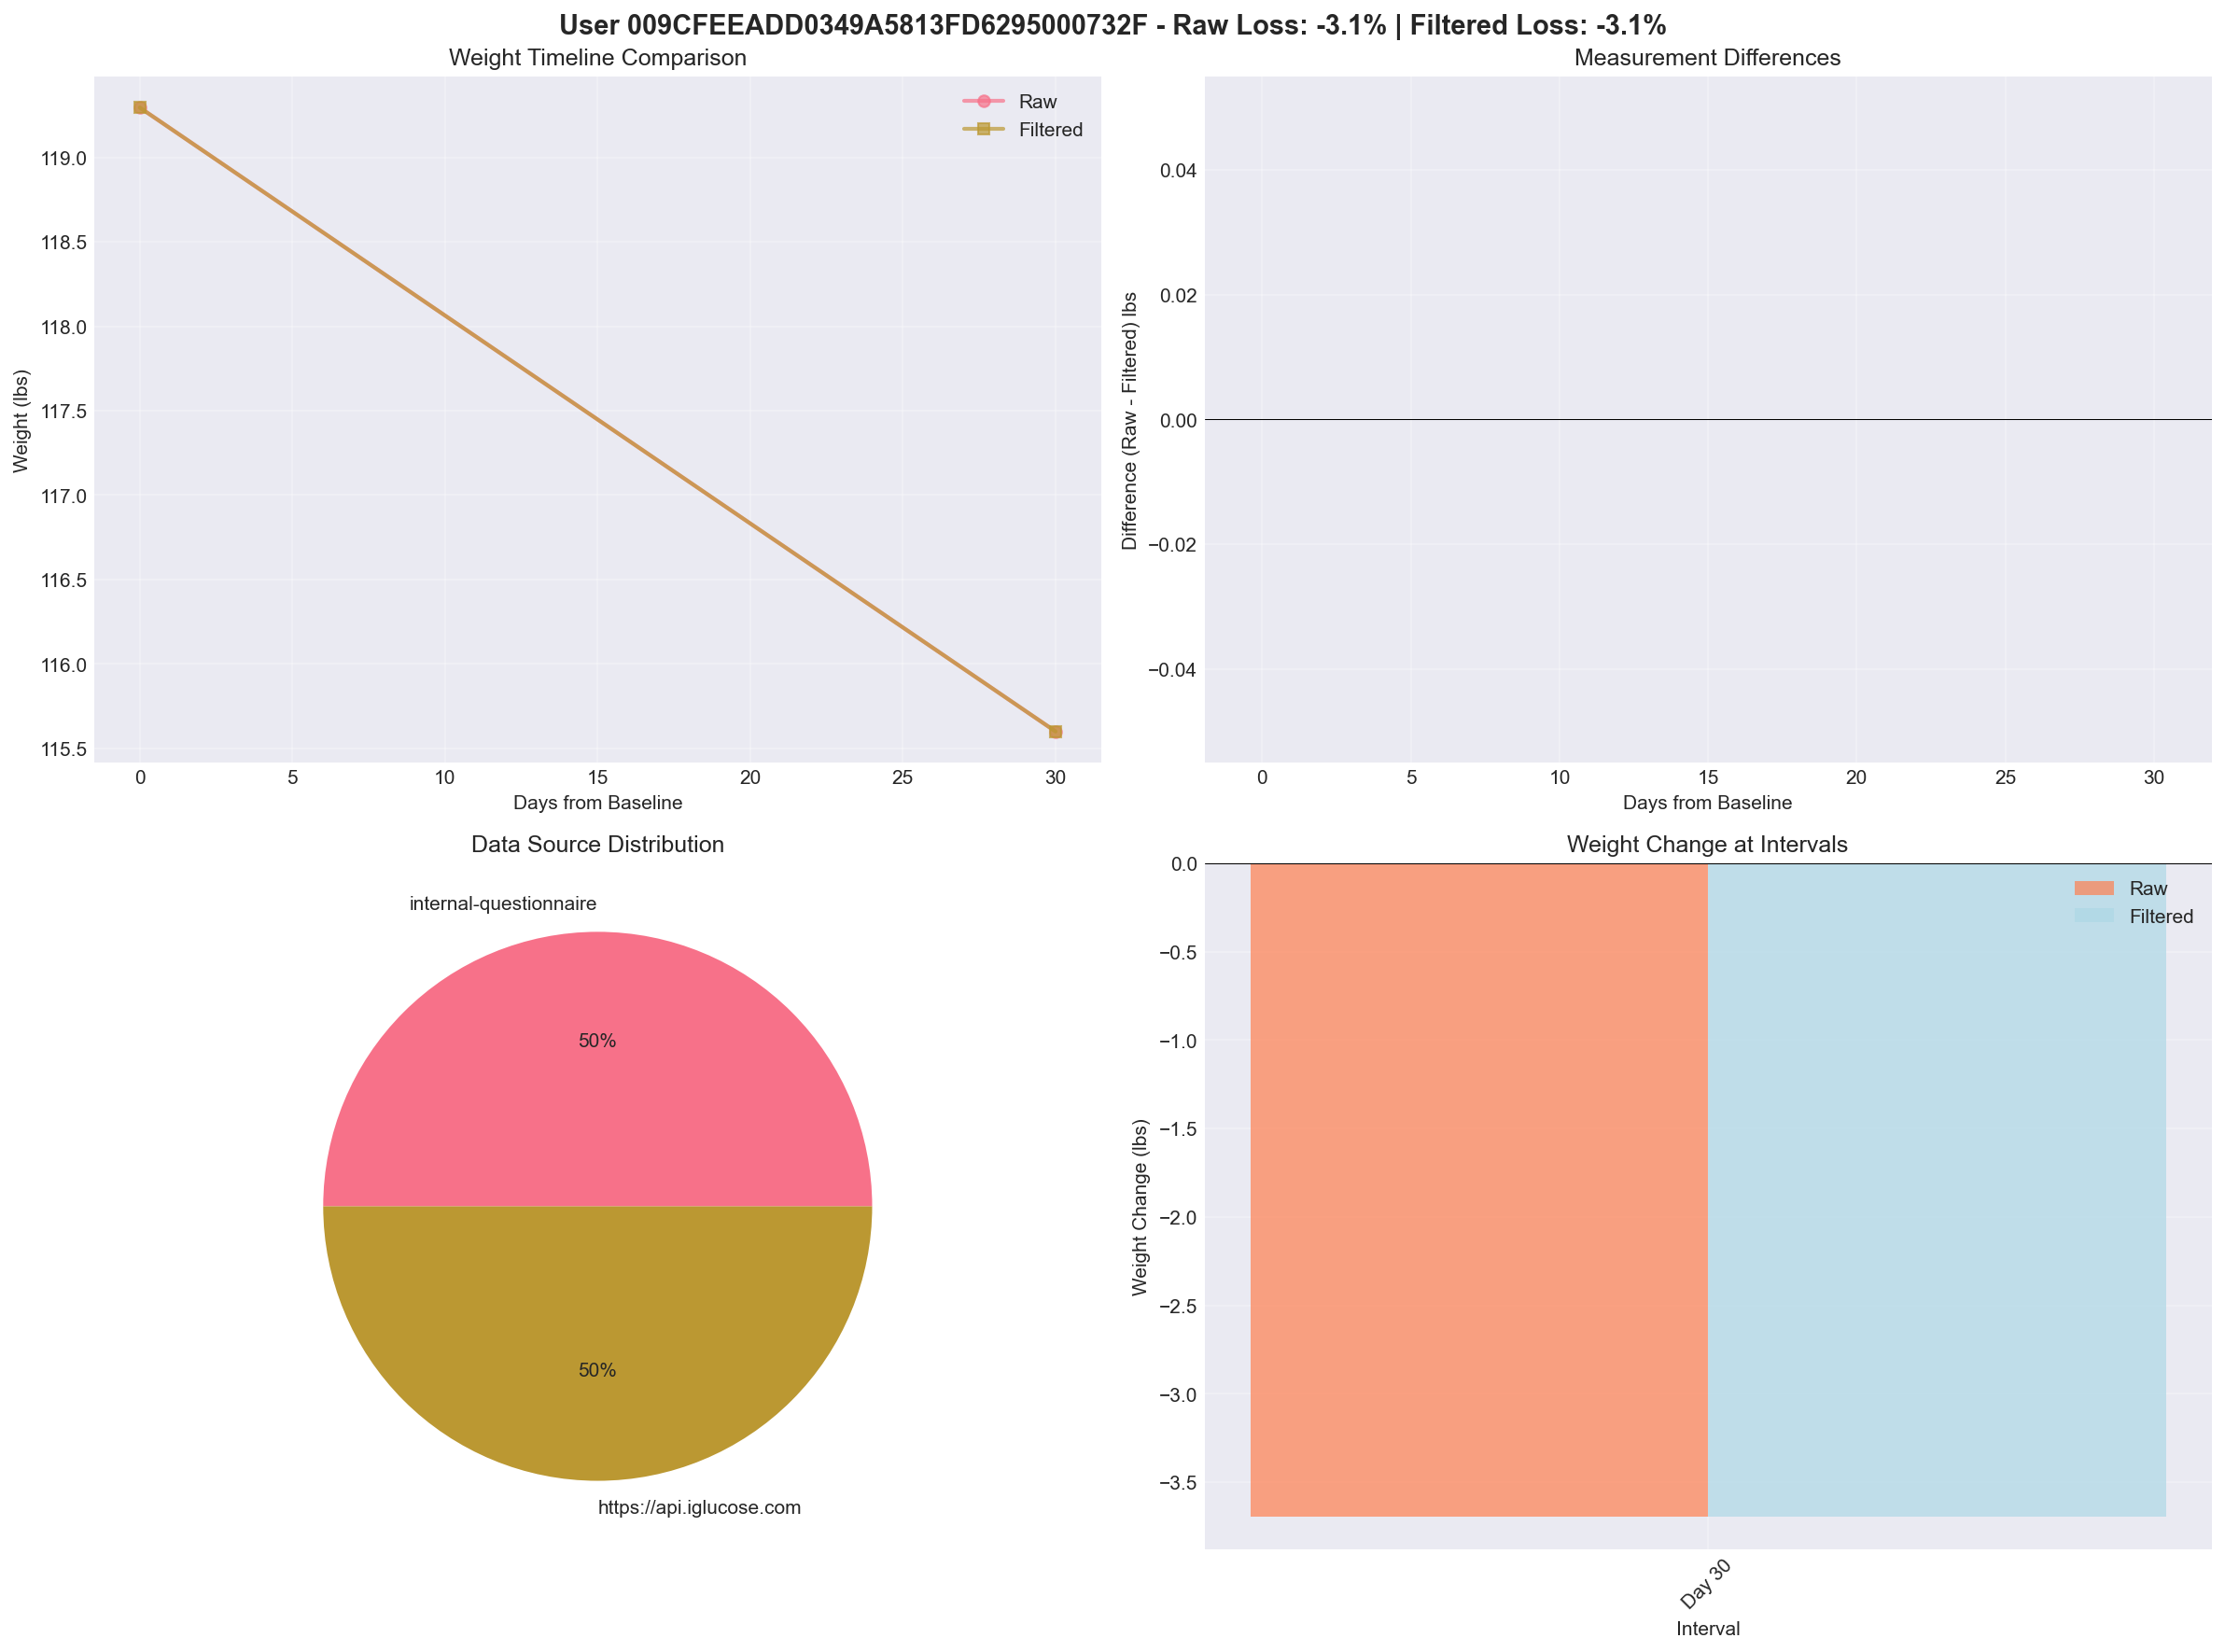 User 009CFEEADD0349A5813FD6295000732F - Raw Loss: -3.1% | Filtered Loss: -3.1%
Weight Timeline Comparison
Raw
Filtered
119.0
118.5
118.0
117.5
117.0
116.5
116.0
115.5
Weight (lbs)
0 5 10 15 20 25 30
Days from Baseline
Measurement Differences
0.04
0.02
0.00
−0.02
−0.04
Difference (Raw - Filtered) lbs
0 5 10 15 20 25 30
Days from Baseline
Data Source Distribution
internal-questionnaire
50%
50%
https://api.iglucose.com
Weight Change at Intervals
Raw
Filtered
0.0
−0.5
−1.0
−1.5
−2.0
−2.5
−3.0
−3.5
Weight Change (lbs)
Day 30
Interval